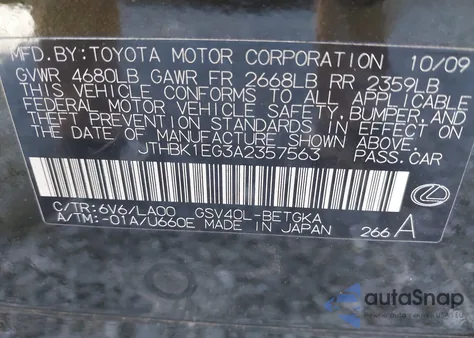 MFD. BY: TOYOTA MOTOR CORPORATION 10/09
GVWR 4680LB GAWR FR 2668LB RR 2359LB
THIS VEHICLE CONFORMS TO ALL APPLICABLE
FEDERAL MOTOR VEHICLE SAFETY, BUMPER, AND
THEFT PREVENTION STANDARDS IN EFFECT ON
THE DATE OF MANUFACTURE SHOWN ABOVE.
JTHBK1EG3A2357563 PASS.CAR
C/TR: 6V6/LA00 GSV40L-BETGKA
A/TM: -01A/U660E MADE IN JAPAN 266 A
autoSnap